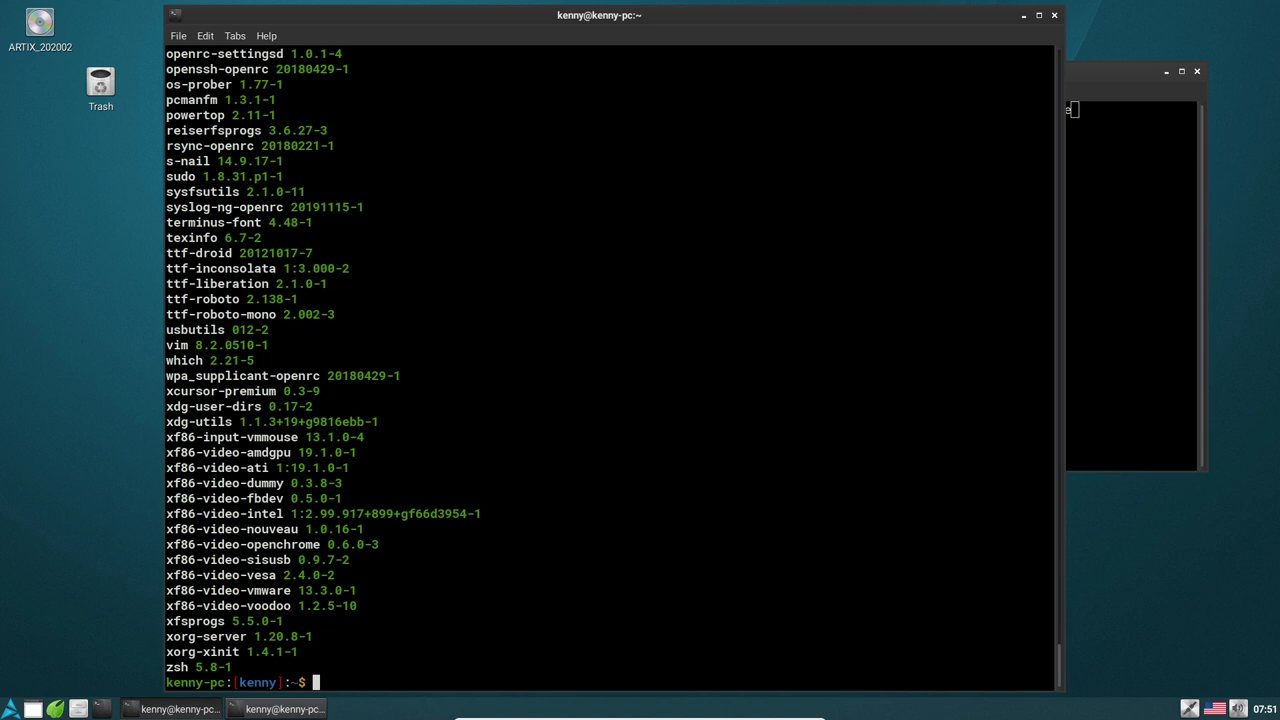 kenny@kenny-pc:~
File Edit Tabs Help
ARTIX_202002
Trash
openrc-settingsd 1.0.1-4
openssh-openrc 20180429-1
os-prober 1.77-1
pcmanfm 1.3.1-1
powertop 2.11-1
reiserfsprogs 3.6.27-3
rsync-openrc 20180221-1
s-nail 14.9.17-1
sudo 1.8.31.p1-1
sysfsutils 2.1.0-11
syslog-ng-openrc 20191115-1
terminus-font 4.48-1
texinfo 6.7-2
ttf-droid 20121017-7
ttf-inconsolata 1:3.000-2
ttf-liberation 2.1.0-1
ttf-roboto 2.138-1
ttf-roboto-mono 2.002-3
usbutils 012-2
vim 8.2.0510-1
which 2.21-5
wpa_supplicant-openrc 20180429-1
xcursor-premium 0.3-9
xdg-user-dirs 0.17-2
xdg-utils 1.1.3+19+g9816ebb-1
xf86-input-vmmouse 13.1.0-4
xf86-video-amdgpu 19.1.0-1
xf86-video-ati 1:19.1.0-1
xf86-video-dummy 0.3.8-3
xf86-video-fbdev 0.5.0-1
xf86-video-intel 1:2.99.917+899+gf66d3954-1
xf86-video-nouveau 1.0.16-1
xf86-video-openchrome 0.6.0-3
xf86-video-sisusb 0.9.7-2
xf86-video-vesa 2.4.0-2
xf86-video-vmware 13.3.0-1
xf86-video-voodoo 1.2.5-10
xfsprogs 5.5.0-1
xorg-server 1.20.8-1
xorg-xinit 1.4.1-1
zsh 5.8-1
kenny-pc:[kenny]:~$
e
kenny@kenny-pc... kenny@kenny-pc... 07:51